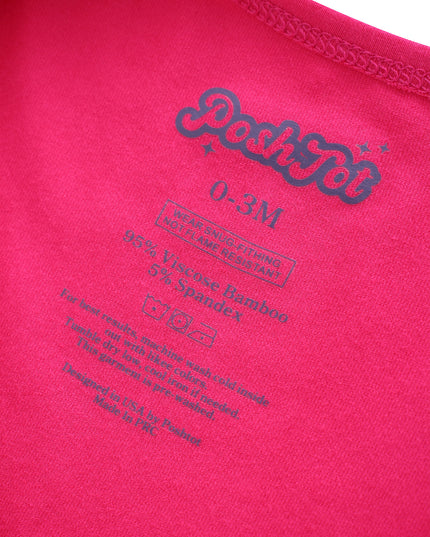 Posh Tot
0-3M
WEAR SNUG-FITTING
NOT FLAME RESISTANT
95% Viscose Bamboo
5% Spandex
For best results, machine wash cold inside
out with like colors.
Tumble dry low, cool iron if needed.
This garment is pre-washed.
Designed in USA by Poshtot
Made in PRC